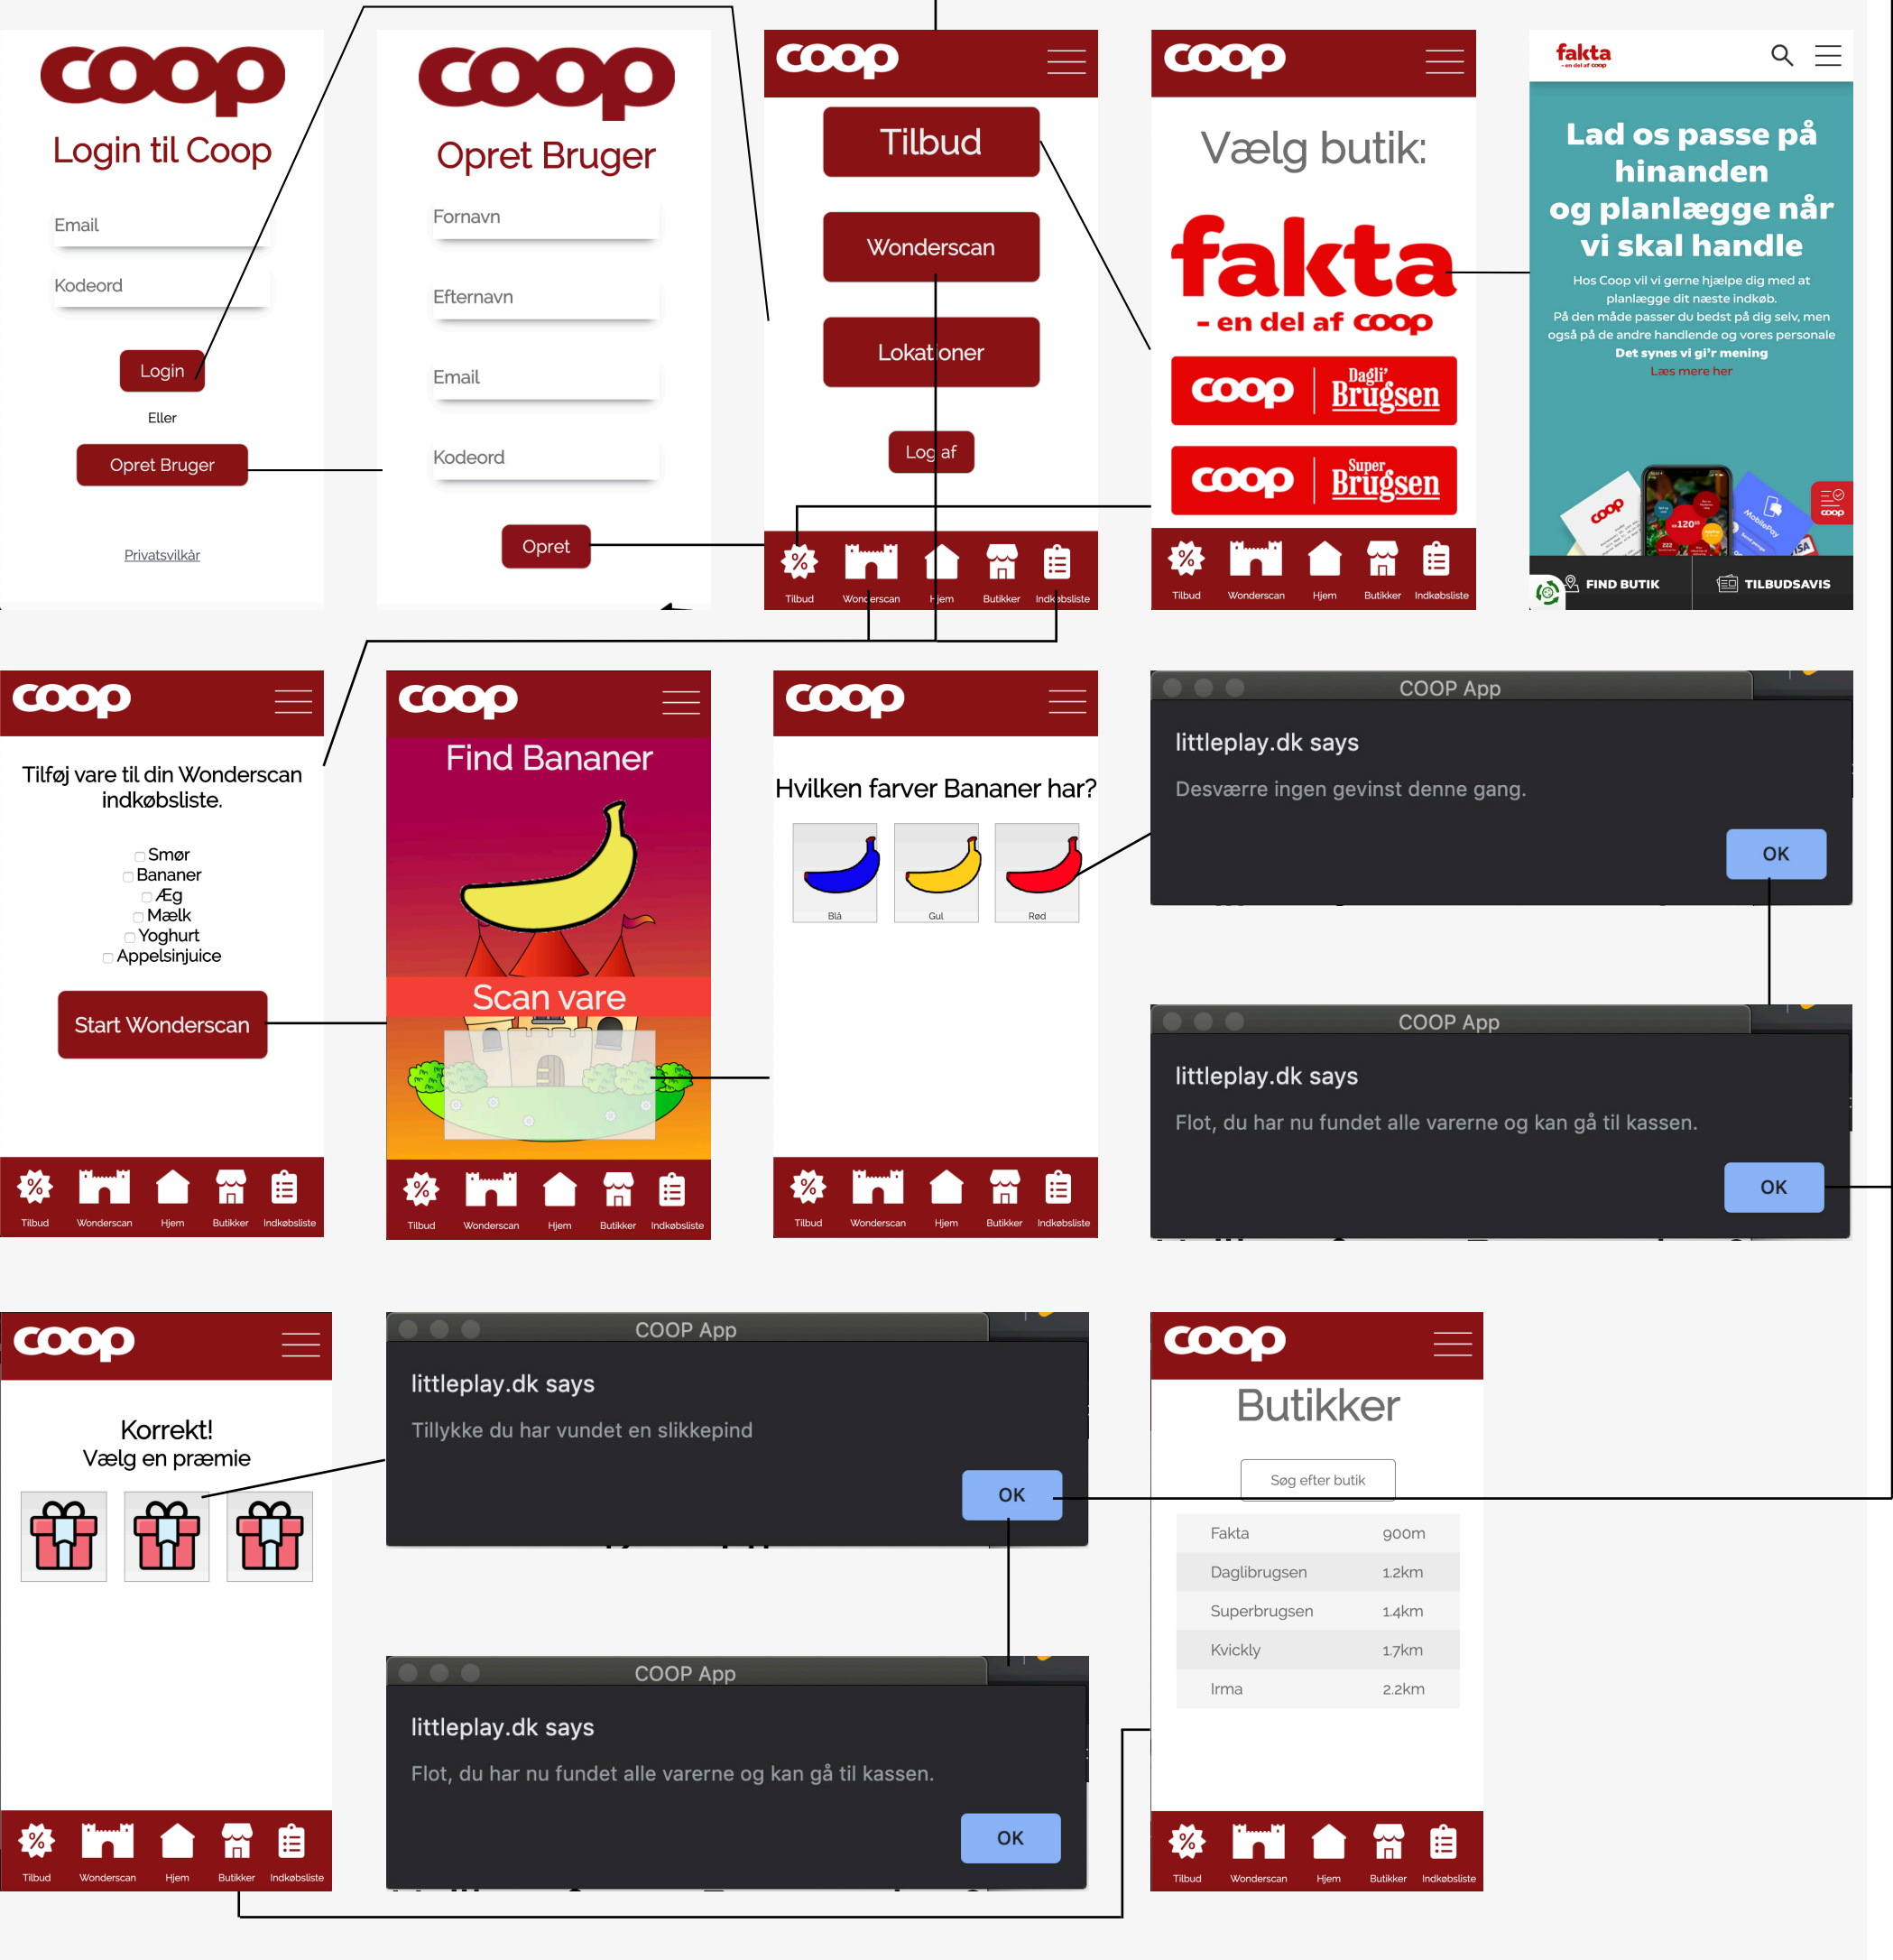 coop
Login til Coop
Email
Kodeord
Login
Eller
Opret Bruger
Privatsvilkår
coop
Opret Bruger
Fornavn
Efternavn
Email
Kodeord
Opret
coop
Tilbud
Wonderscan
Lokationer
Log af
Tilbud
Wonderscan
Hjem
Butikker
Indkøbsliste
coop
Vælg butik:
fakta
- en del af coop
coop Dagli' Brugsen
coop Super Brugsen
Tilbud
Wonderscan
Hjem
Butikker
Indkøbsliste
fakta
- en del af coop
Lad os passe på
hinanden
og planlægge når
vi skal handle
Hos Coop vil vi gerne hjælpe dig med at
planlægge dit næste indkøb.
På den måde passer du bedst på dig selv, men
også på de andre handlende og vores personale
Det synes vi gi'r mening
Læs mere her
coop
120
222
MobilePay
VISA
coop
FIND BUTIK
TILBUDSAVIS
coop
Tilføj vare til din Wonderscan
indkøbsliste.
Smør
Bananer
Æg
Mælk
Yoghurt
Appelsinjuice
Start Wonderscan
Tilbud
Wonderscan
Hjem
Butikker
Indkøbsliste
coop
Find Bananer
Scan vare
Tilbud
Wonderscan
Hjem
Butikker
Indkøbsliste
coop
Hvilken farver Bananer har?
Blå
Gul
Rød
Tilbud
Wonderscan
Hjem
Butikker
Indkøbsliste
COOP App
littleplay.dk says
Desværre ingen gevinst denne gang.
OK
COOP App
littleplay.dk says
Flot, du har nu fundet alle varerne og kan gå til kassen.
OK
coop
Korrekt!
Vælg en præmie
Tilbud
Wonderscan
Hjem
Butikker
Indkøbsliste
COOP App
littleplay.dk says
Tillykke du har vundet en slikkepind
OK
COOP App
littleplay.dk says
Flot, du har nu fundet alle varerne og kan gå til kassen.
OK
coop
Butikker
Søg efter butik
Fakta 900m
Daglibrugsen 1.2km
Superbrugsen 1.4km
Kvickly 1.7km
Irma 2.2km
Tilbud
Wonderscan
Hjem
Butikker
Indkøbsliste